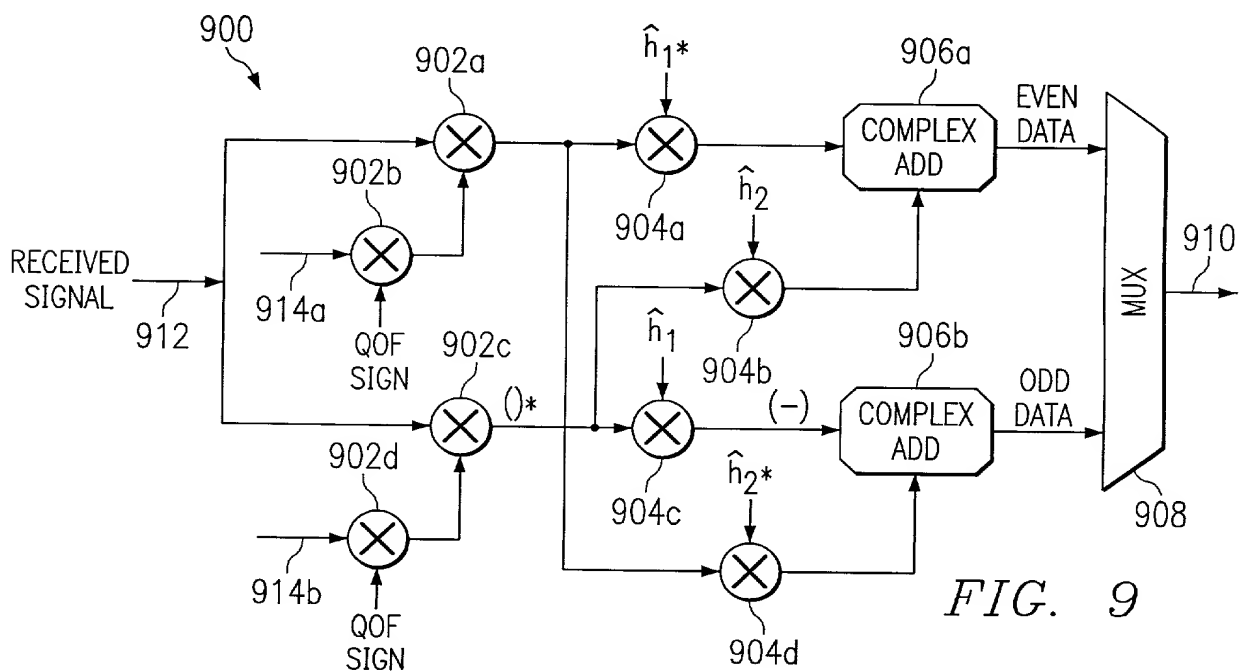 900
902a
ĥ1*
906a
COMPLEX
ADD
EVEN
DATA
902b
904a
ĥ2
RECEIVED
SIGNAL
912
914a
QOF
SIGN
902c
()*
ĥ1
904b
(-)
906b
COMPLEX
ADD
ODD
DATA
MUX
910
902d
904c
ĥ2*
908
914b
QOF
SIGN
904d
FIG. 9